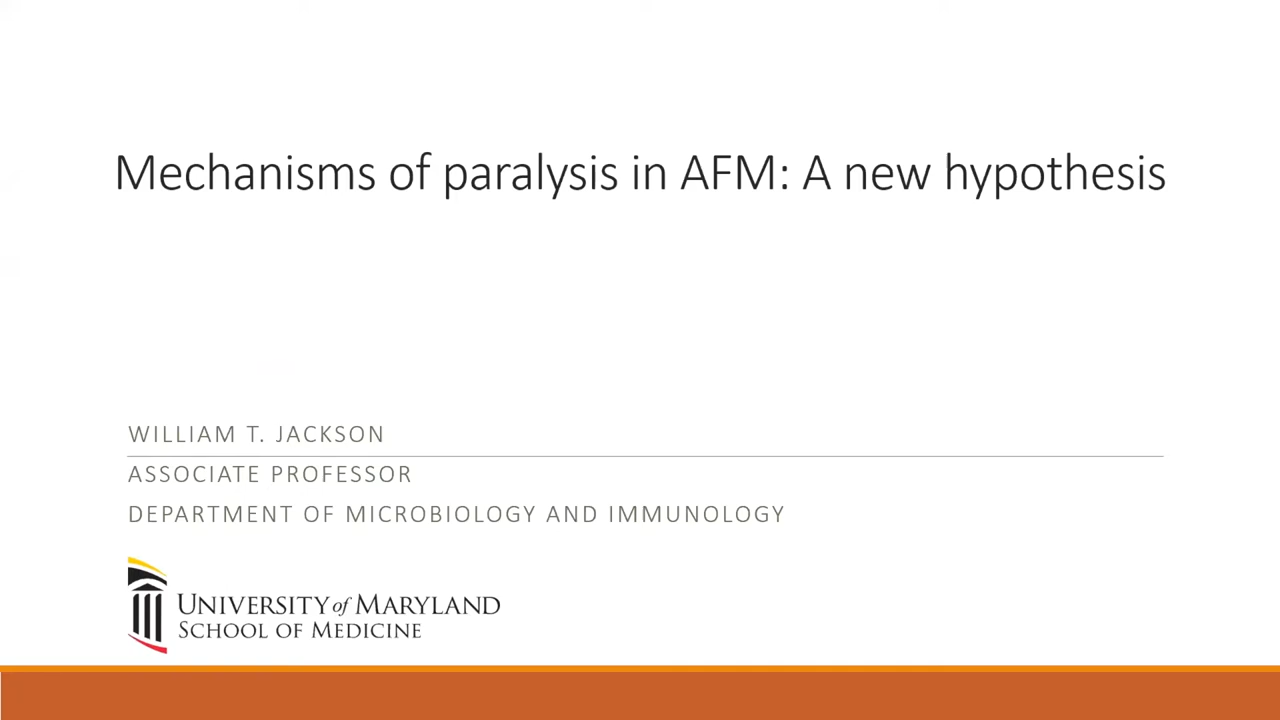 Mechanisms of paralysis in AFM: A new hypothesis
WILLIAM T. JACKSON
ASSOCIATE PROFESSOR
DEPARTMENT OF MICROBIOLOGY AND IMMUNOLOGY
UNIVERSITY of MARYLAND
SCHOOL OF MEDICINE